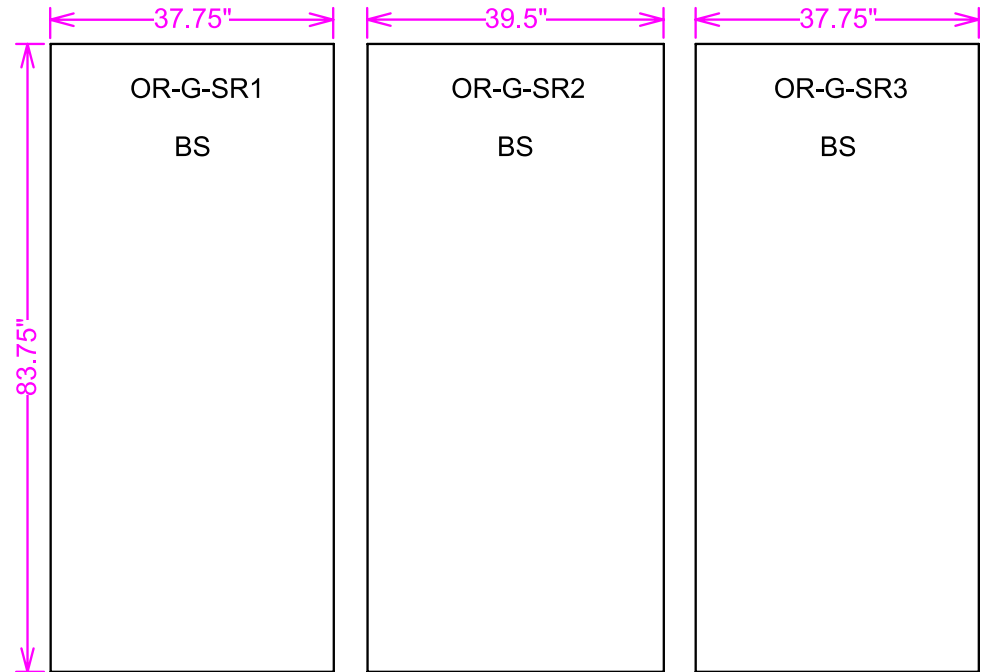 37.75"
39.5"
37.75"
OR-G-SR1
OR-G-SR2
OR-G-SR3
BS
BS
BS
83.75"